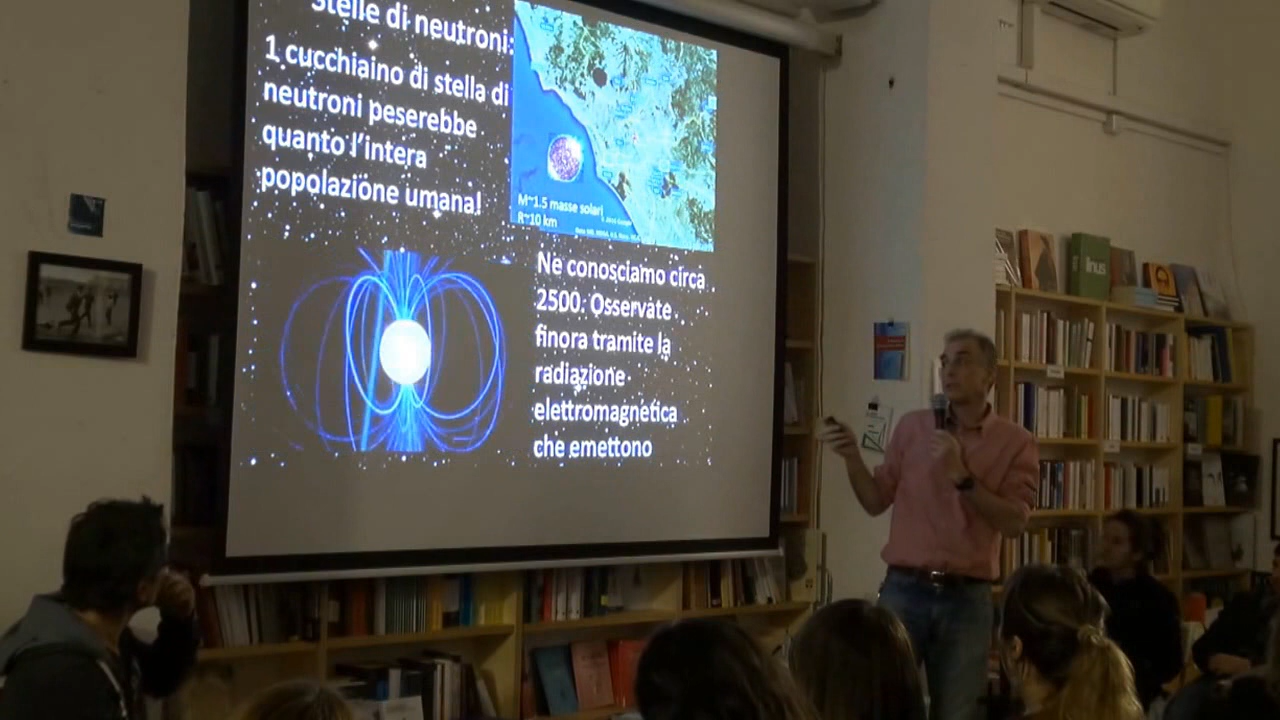 Stelle di neutroni:
1 cucchiaino di stella di
neutroni peserebbe
quanto l'intera
popolazione umana!
M~1.5 masse solari
R~10 km
Ne conosciamo circa
2500. Osservate
finora tramite la
radiazione
elettromagnetica
che emettono
linus